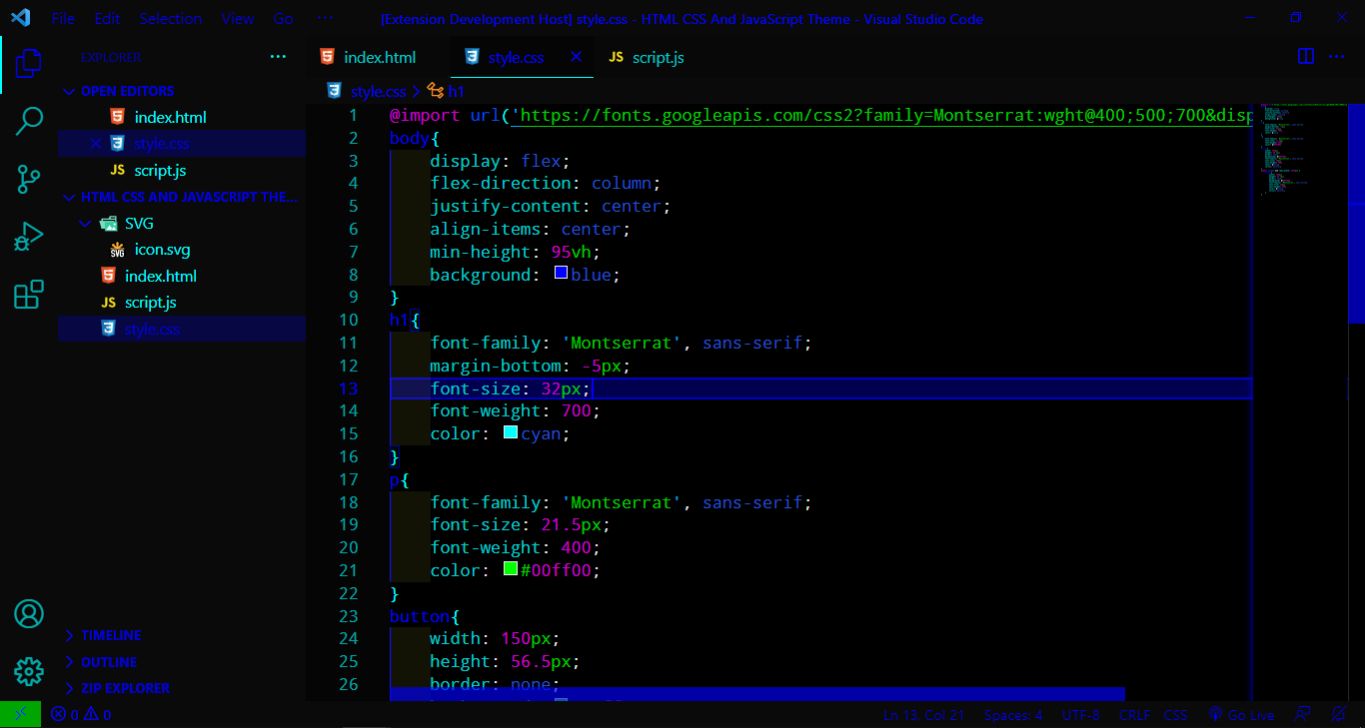 File Edit Selection View Go ··· [Extension Development Host] style.css - HTML CSS And JavaScript Theme - Visual Studio Code
EXPLORER ···
OPEN EDITORS
index.html
style.css
JS script.js
HTML CSS AND JAVASCRIPT THE...
SVG
SVG icon.svg
index.html
JS script.js
style.css
TIMELINE
OUTLINE
ZIP EXPLORER
index.html style.css JS script.js ···
style.css > h1
1 @import url('https://fonts.googleapis.com/css2?family=Montserrat:wght@400;500;700&disp
2 body{
3 display: flex;
4 flex-direction: column;
5 justify-content: center;
6 align-items: center;
7 min-height: 95vh;
8 background: blue;
9 }
10 h1{
11 font-family: 'Montserrat', sans-serif;
12 margin-bottom: -5px;
13 font-size: 32px;
14 font-weight: 700;
15 color: cyan;
16 }
17 p{
18 font-family: 'Montserrat', sans-serif;
19 font-size: 21.5px;
20 font-weight: 400;
21 color: #00ff00;
22 }
23 button{
24 width: 150px;
25 height: 56.5px;
26 border: none;
0 0 Ln 13, Col 21 Spaces: 4 UTF-8 CRLF CSS Go Live